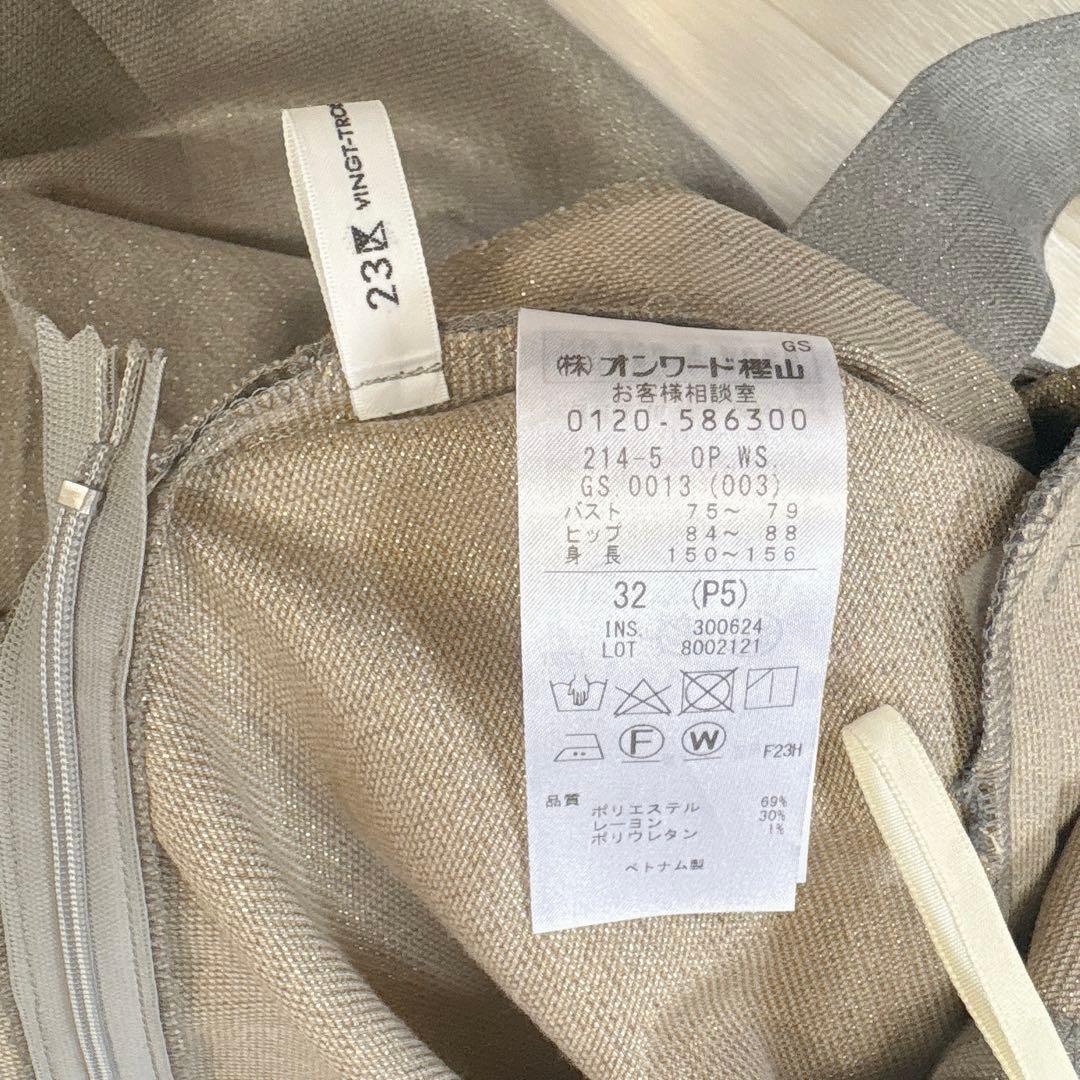 23区 VINGT-TROI
GS
(株)オンワード樫山
お客様相談室
0120-586300
214-5 OP.WS.
GS.0013 (003)
バスト 75～ 79
ヒップ 84～ 88
身 長 150～156
32 (P5)
INS. 300624
LOT 8002121
F W F23H
品質 ポリエステル 69%
レーヨン 30%
ポリウレタン 1%
ベトナム製